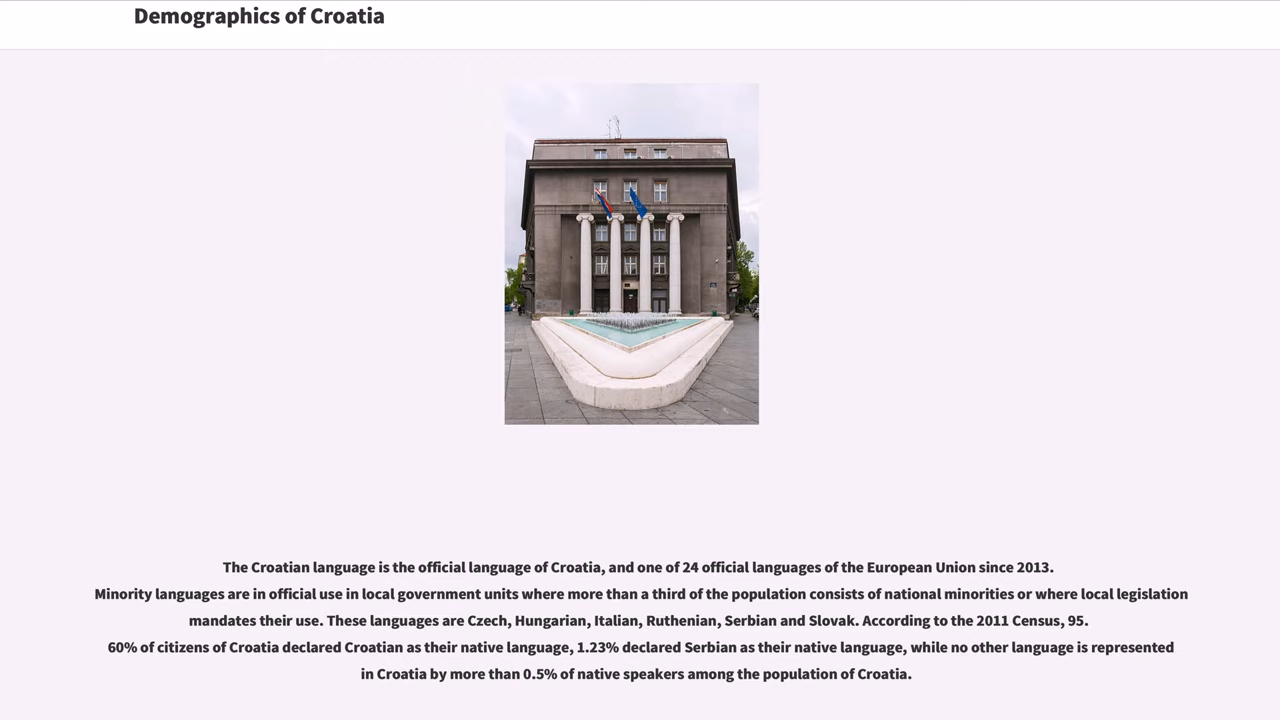 Demographics of Croatia
The Croatian language is the official language of Croatia, and one of 24 official languages of the European Union since 2013.
Minority languages are in official use in local government units where more than a third of the population consists of national minorities or where local legislation
mandates their use. These languages are Czech, Hungarian, Italian, Ruthenian, Serbian and Slovak. According to the 2011 Census, 95.
60% of citizens of Croatia declared Croatian as their native language, 1.23% declared Serbian as their native language, while no other language is represented
in Croatia by more than 0.5% of native speakers among the population of Croatia.